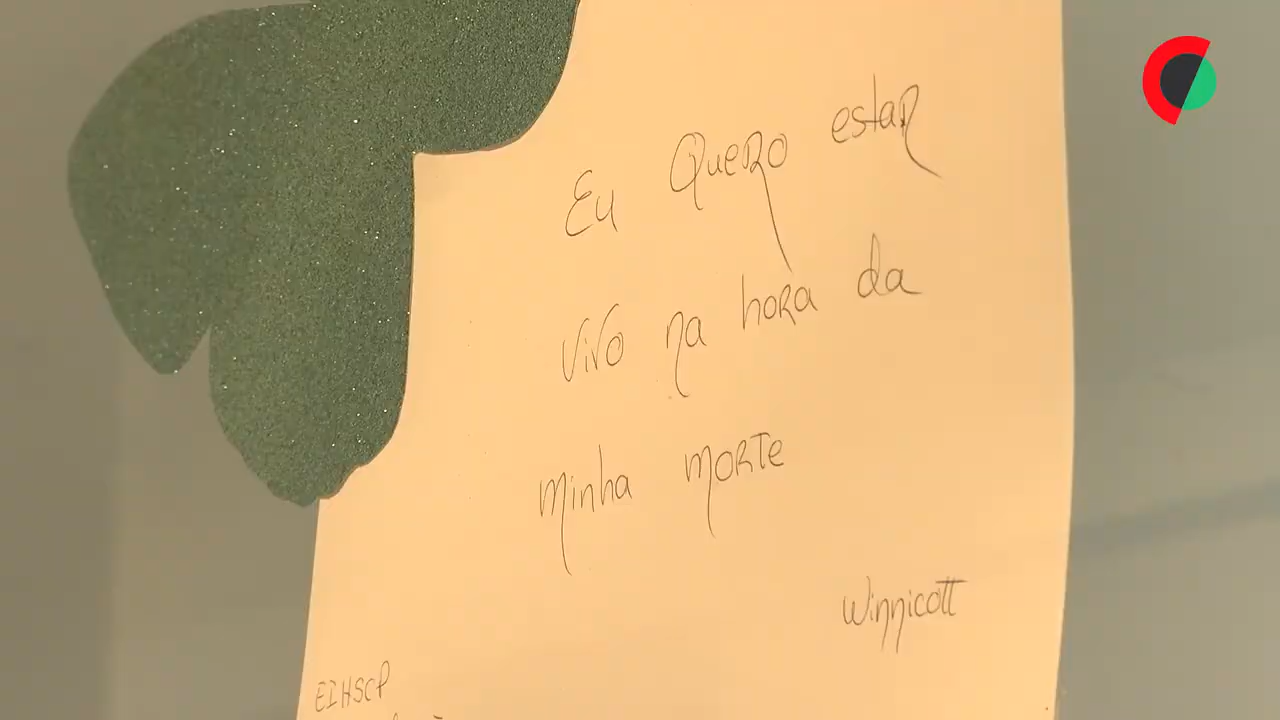 Eu Quero estar
vivo na hora da
minha morte
Winnicott
EIHSCP